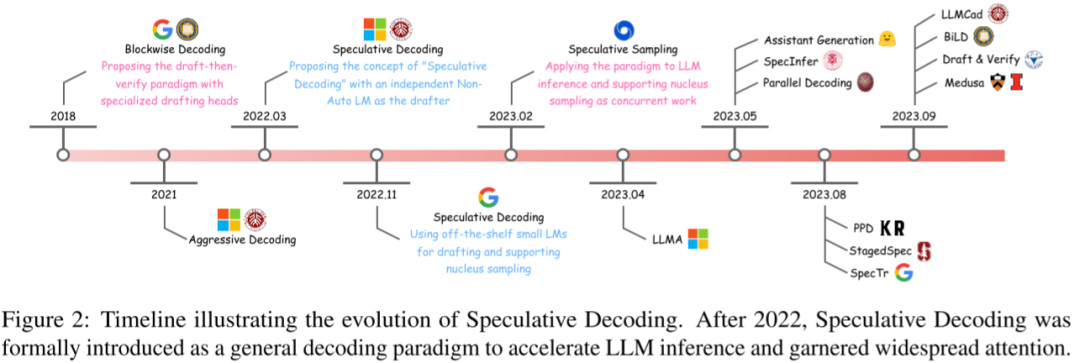 Blockwise Decoding
Proposing the draft-then-
verify paradigm with
specialized drafting heads
2018
2021
Aggressive Decoding
Speculative Decoding
Proposing the concept of "Speculative
Decoding" with an independent Non-
Auto LM as the drafter
2022.03
2022.11
Speculative Decoding
Using off-the-shelf small LMs
for drafting and supporting
nucleus sampling
Speculative Sampling
Applying the paradigm to LLM
inference and supporting nucleus
sampling as concurrent work
2023.02
2023.04
LLMA
Assistant Generation
SpecInfer
Parallel Decoding
2023.05
2023.08
PPD KR
StagedSpec
SpecTr
LLMCad
BiLD
Draft & Verify
Medusa
2023.09
Figure 2: Timeline illustrating the evolution of Speculative Decoding. After 2022, Speculative Decoding was
formally introduced as a general decoding paradigm to accelerate LLM inference and garnered widespread attention.